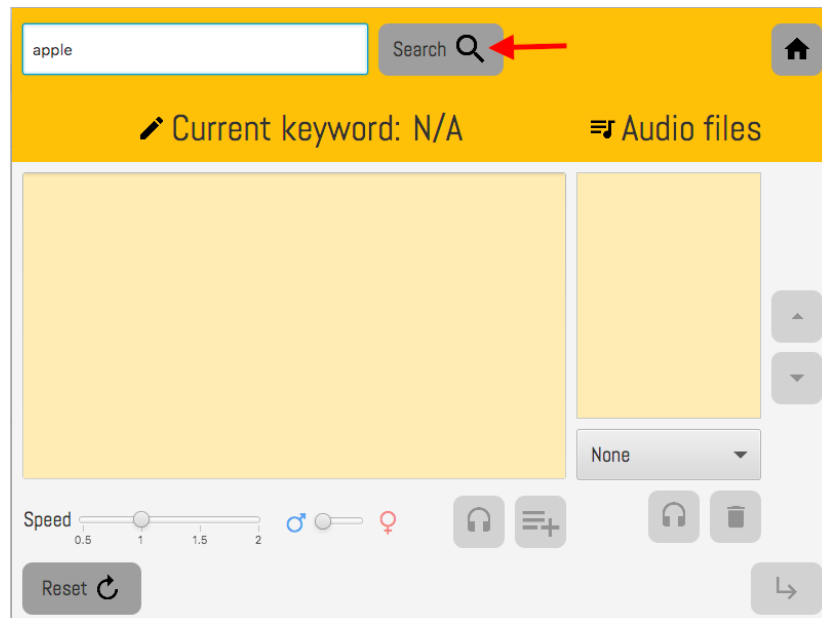 apple
Search
Current keyword: N/A
Audio files
None
Speed
0.5 1 1.5 2
Reset